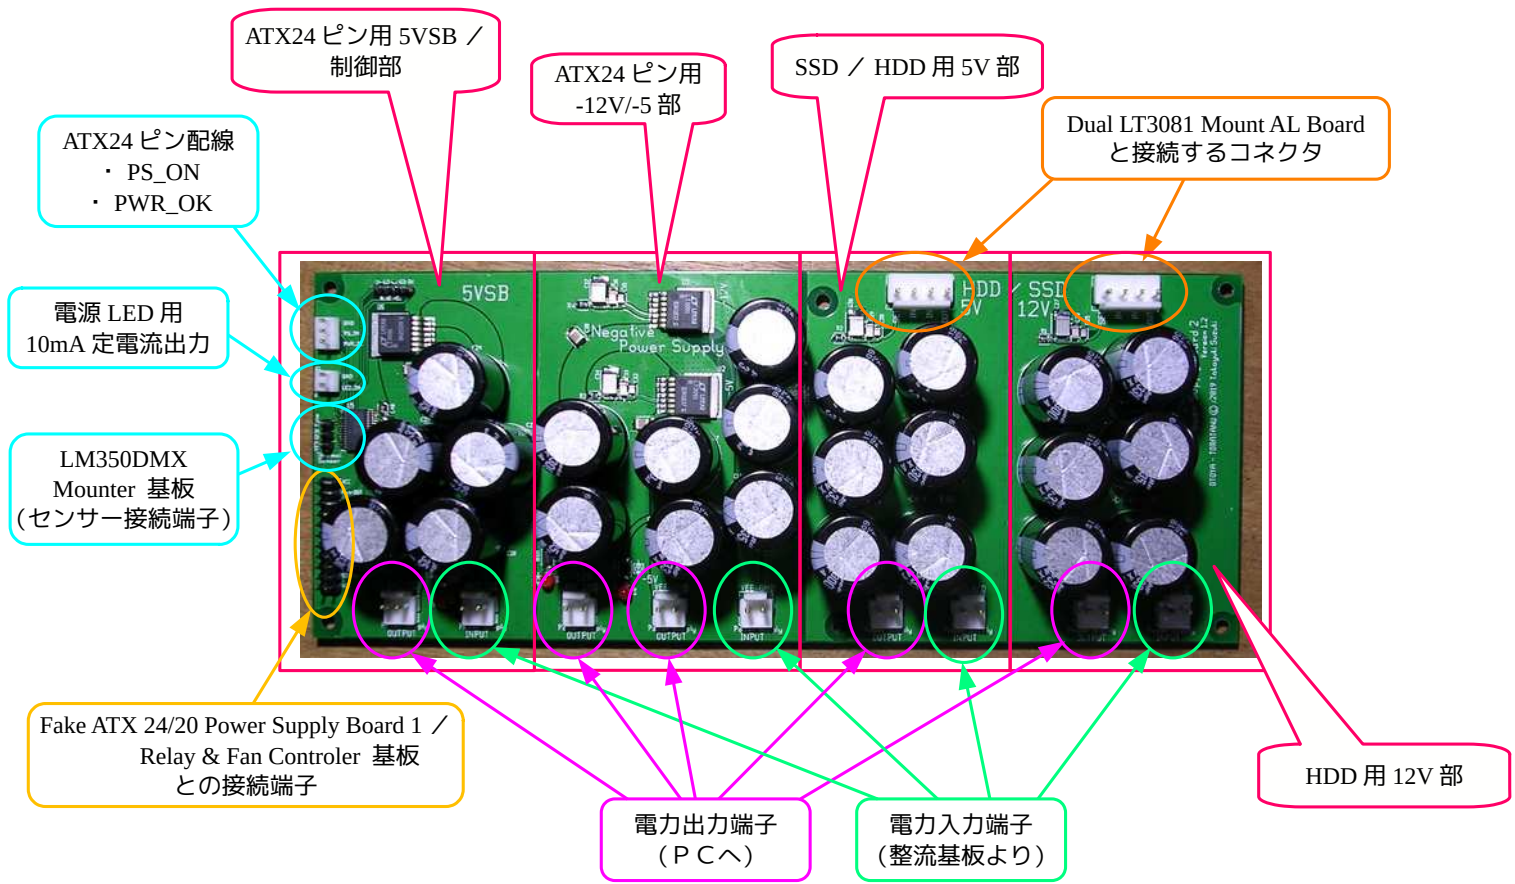 ATX24 ピン用 5VSB ／
制御部
ATX24 ピン用
-12V/-5 部
SSD ／ HDD 用 5V 部
Dual LT3081 Mount AL Board
と接続するコネクタ
ATX24 ピン配線
・ PS_ON
・ PWR_OK
電源 LED 用
10mA 定電流出力
LM350DMX
Mounter 基板
(センサー接続端子)
5VSB
Negative
Power Supply
HDD ／ SSD
5V
12V
-5V
OUTPUT
INPUT
OUTPUT
OUTPUT
INPUT
OUTPUT
INPUT
Fake ATX 24/20 Power Supply Board 1 ／
Relay & Fan Controler 基板
との接続端子
電力出力端子
(ＰＣへ)
電力入力端子
(整流基板より)
HDD 用 12V 部